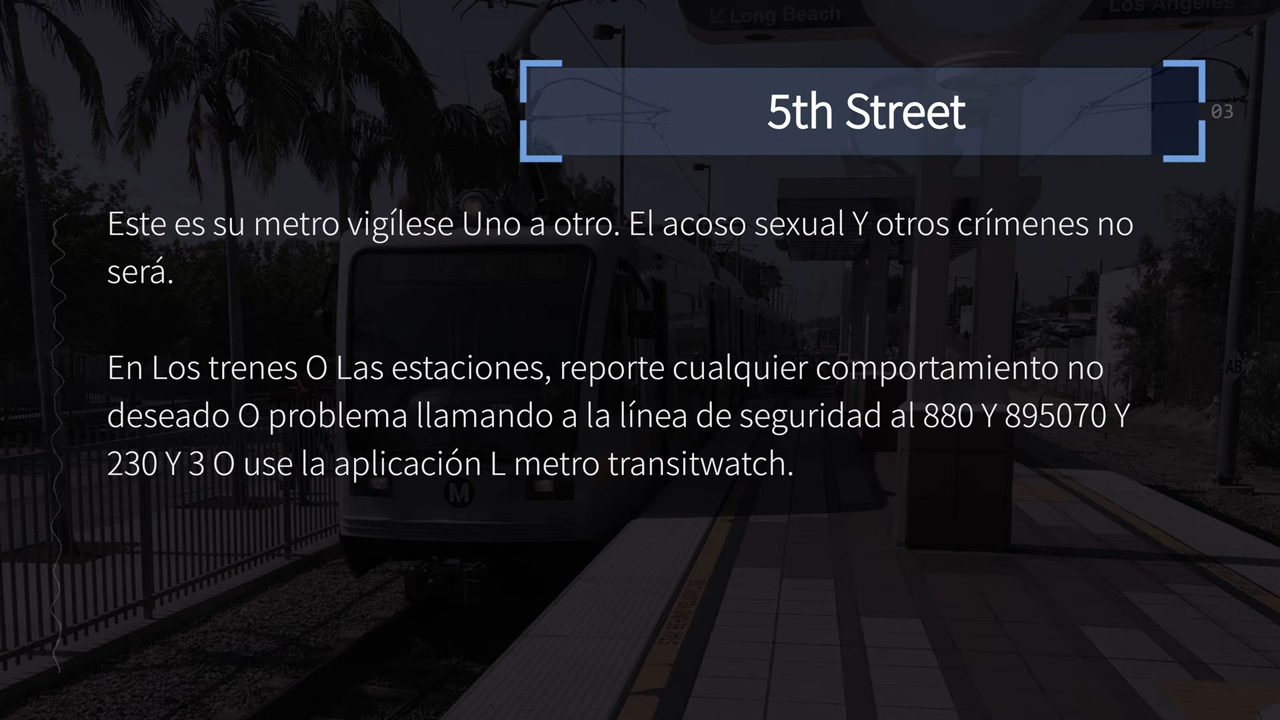 Long Beach
Los Angeles
5th Street
03
Este es su metro vigílese Uno a otro. El acoso sexual Y otros crímenes no
será.
En Los trenes O Las estaciones, reporte cualquier comportamiento no
deseado O problema llamando a la línea de seguridad al 880 Y 895070 Y
230 Y 3 O use la aplicación L metro transitwatch.
M